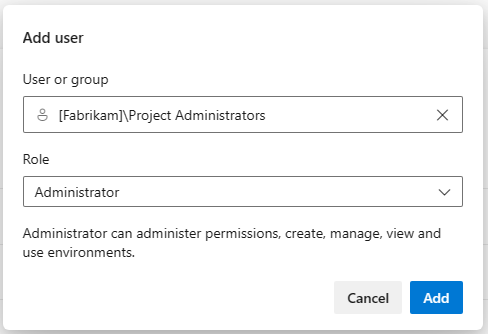 Add user
User or group
[Fabrikam]\Project Administrators
Role
Administrator
Administrator can administer permissions, create, manage, view and
use environments.
Cancel
Add